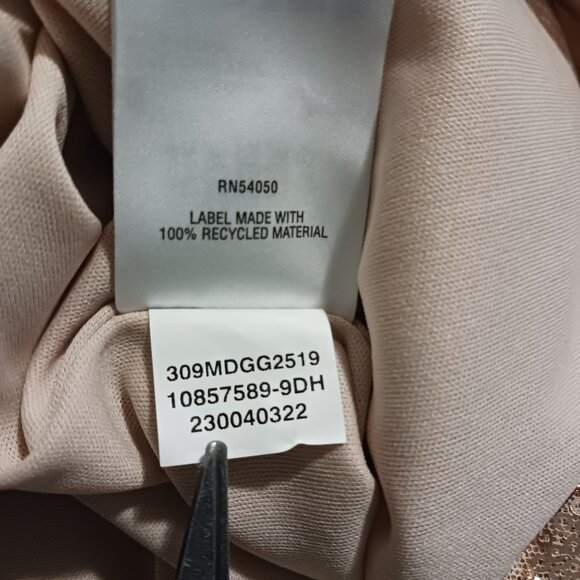 RN54050
LABEL MADE WITH
100% RECYCLED MATERIAL
309MDGG2519
10857589-9DH
230040322